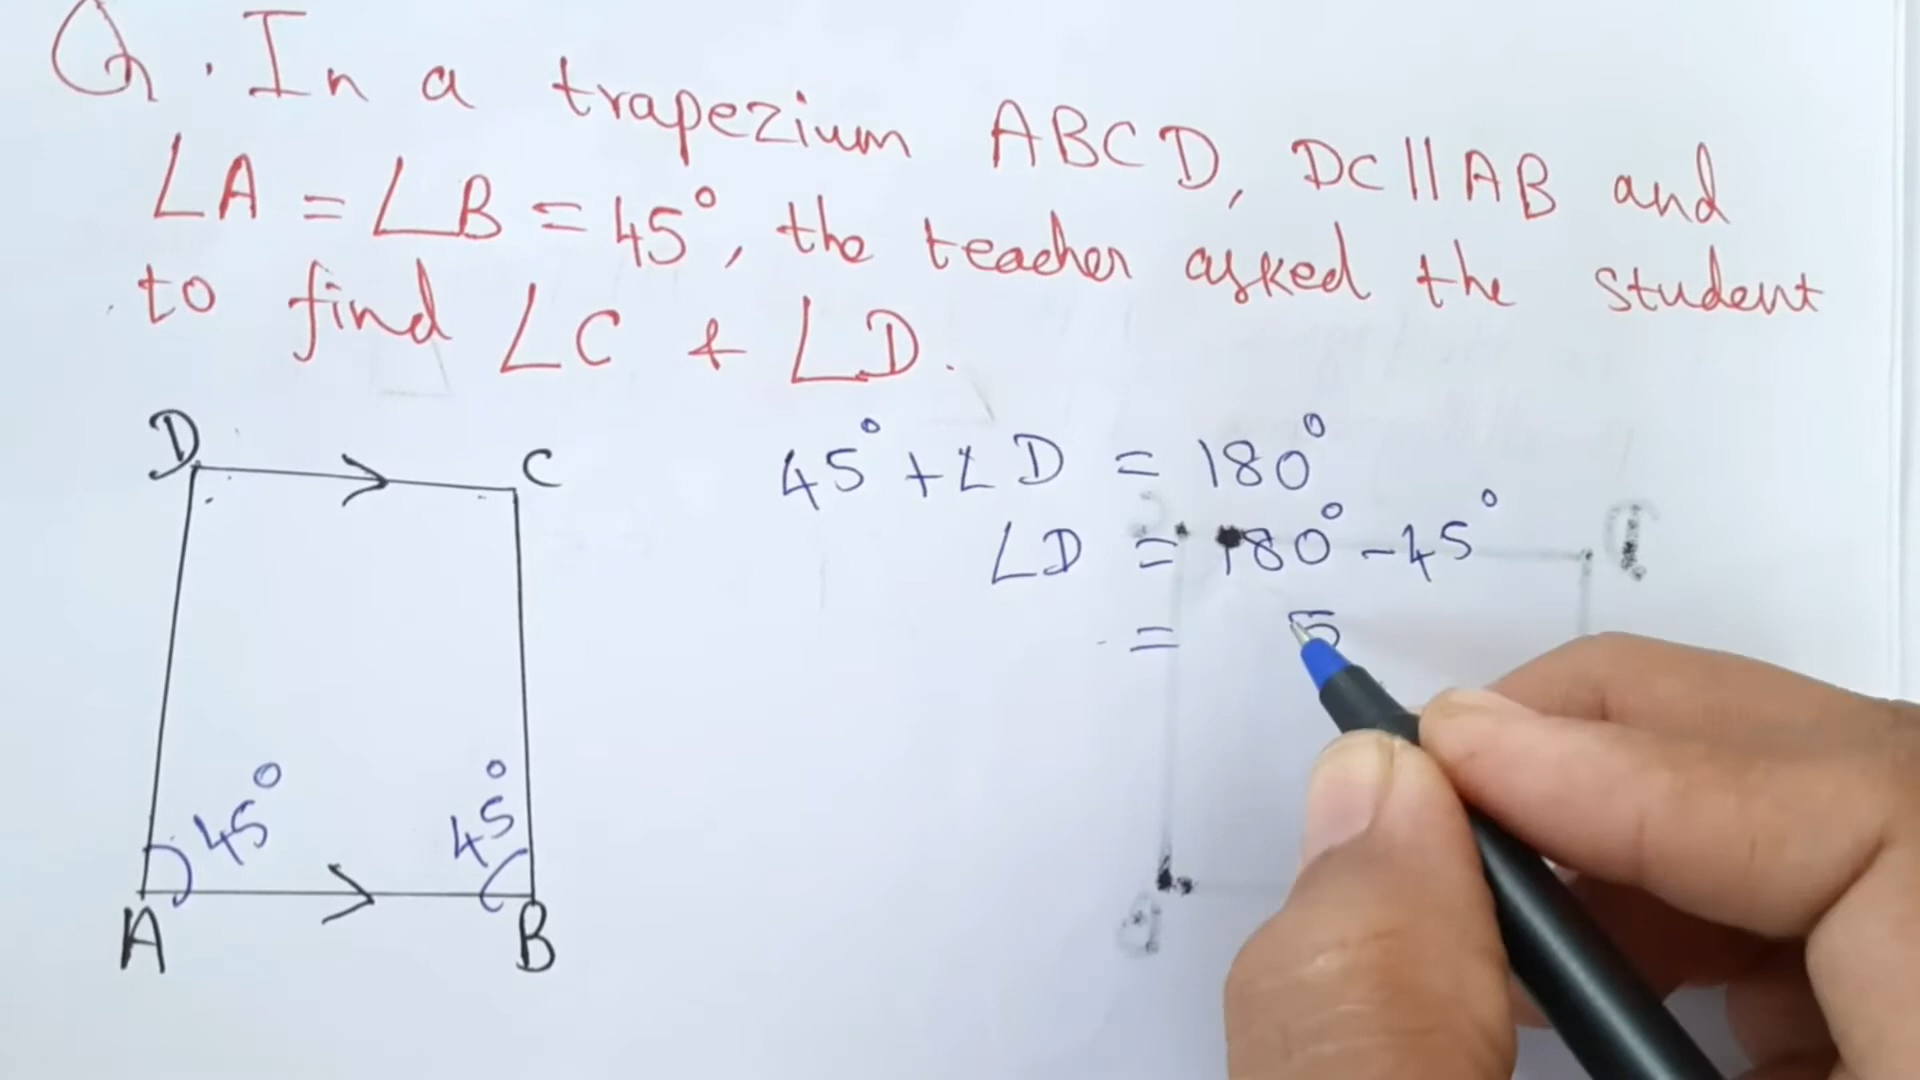 Q. In a trapezium ABCD, DC||AB and
∠A = ∠B = 45°, the teacher asked the student
to find ∠C & ∠D.
D C
45° + ∠D = 180°
∠D = 180° - 45°
= 5
45° 45°
A B